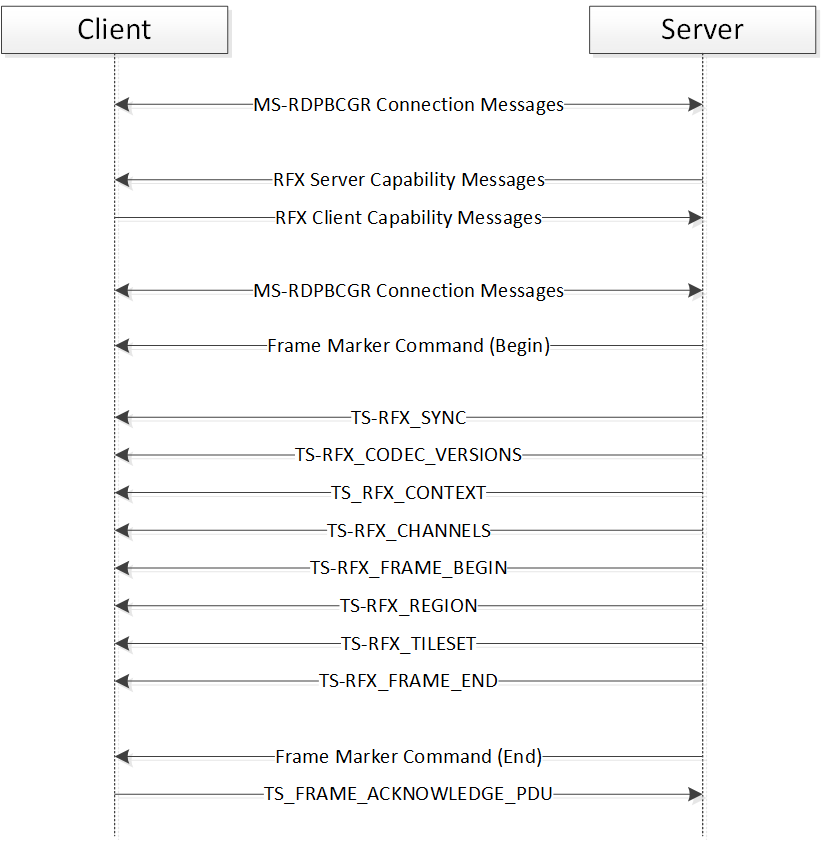 Client
Server
MS-RDPBCGR Connection Messages
RFX Server Capability Messages
RFX Client Capability Messages
MS-RDPBCGR Connection Messages
Frame Marker Command (Begin)
TS-RFX_SYNC
TS-RFX_CODEC_VERSIONS
TS_RFX_CONTEXT
TS-RFX_CHANNELS
TS-RFX_FRAME_BEGIN
TS-RFX_REGION
TS-RFX_TILESET
TS-RFX_FRAME_END
Frame Marker Command (End)
TS_FRAME_ACKNOWLEDGE_PDU